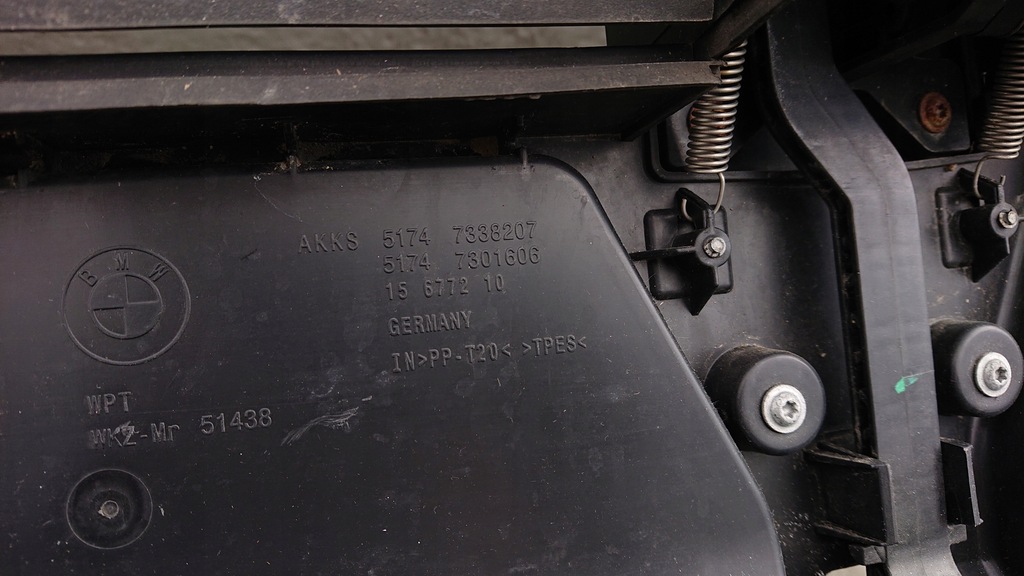 BMW
AKKS 5174 7338207
5174 7301606
15 6772 10
GERMANY
IN>PP-T20< >TPES<
WPT
WKZ-Mr 51438